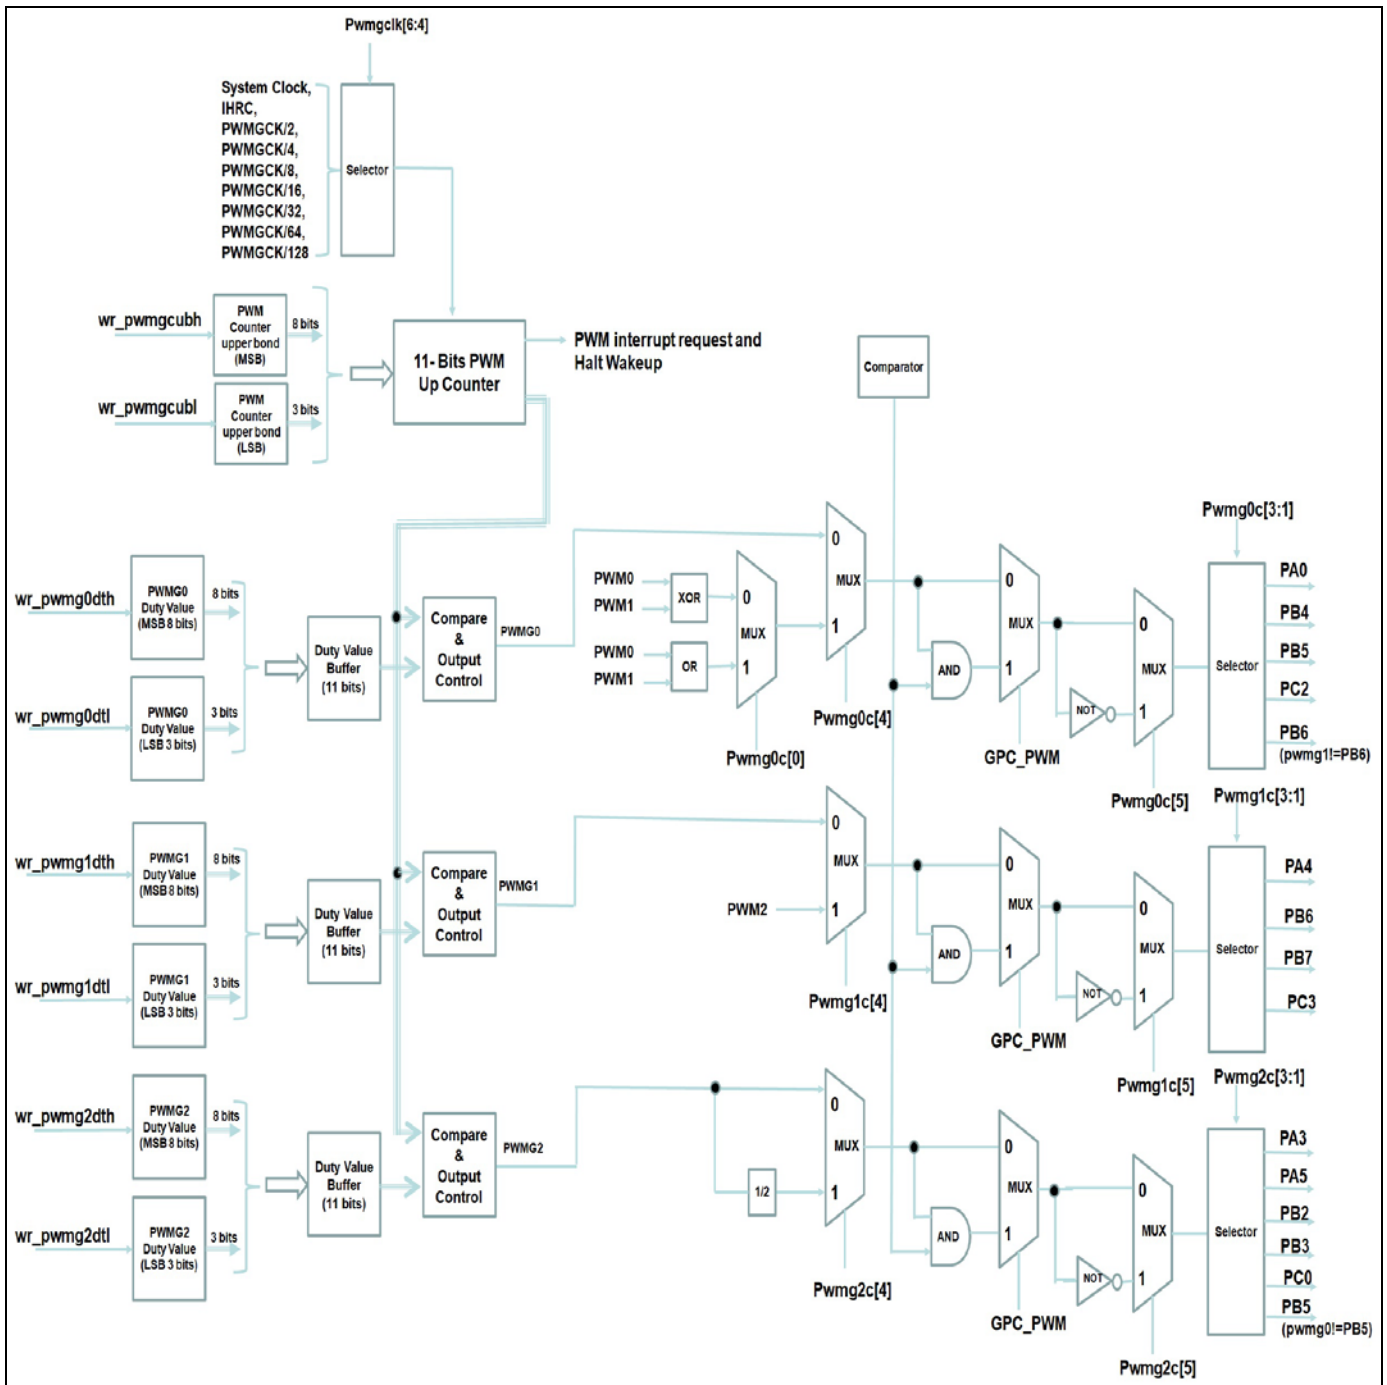 Pwmgclk[6:4]
System Clock,
IHRC,
PWMGCK/2,
PWMGCK/4,
PWMGCK/8,
PWMGCK/16,
PWMGCK/32,
PWMGCK/64,
PWMGCK/128
Selector
wr_pwmgcubh
PWM
Counter
upper bond
(MSB)
8 bits
wr_pwmgcubl
PWM
Counter
upper bond
(LSB)
3 bits
11- Bits PWM
Up Counter
PWM interrupt request and
Halt Wakeup
Comparator
wr_pwmg0dth
PWMG0
Duty Value
(MSB 8 bits)
8 bits
wr_pwmg0dtl
PWMG0
Duty Value
(LSB 3 bits)
3 bits
Duty Value
Buffer
(11 bits)
Compare
&
Output
Control
PWMG0
PWM0
PWM1
XOR
PWM0
PWM1
OR
0
MUX
1
Pwmg0c[0]
0
MUX
1
Pwmg0c[4]
AND
0
MUX
1
GPC_PWM
NOT
0
MUX
1
Pwmg0c[5]
Pwmg0c[3:1]
Selector
PA0
PB4
PB5
PC2
PB6
(pwmg1!=PB6)
wr_pwmg1dth
PWMG1
Duty Value
(MSB 8 bits)
8 bits
wr_pwmg1dtl
PWMG1
Duty Value
(LSB 3 bits)
3 bits
Duty Value
Buffer
(11 bits)
Compare
&
Output
Control
PWMG1
PWM2
0
MUX
1
Pwmg1c[4]
AND
0
MUX
1
GPC_PWM
NOT
0
MUX
1
Pwmg1c[5]
Pwmg1c[3:1]
Selector
PA4
PB6
PB7
PC3
wr_pwmg2dth
PWMG2
Duty Value
(MSB 8 bits)
8 bits
wr_pwmg2dtl
PWMG2
Duty Value
(LSB 3 bits)
3 bits
Duty Value
Buffer
(11 bits)
Compare
&
Output
Control
PWMG2
1/2
0
MUX
1
Pwmg2c[4]
AND
0
MUX
1
GPC_PWM
NOT
0
MUX
1
Pwmg2c[5]
Pwmg2c[3:1]
Selector
PA3
PA5
PB2
PB3
PC0
PB5
(pwmg0!=PB5)